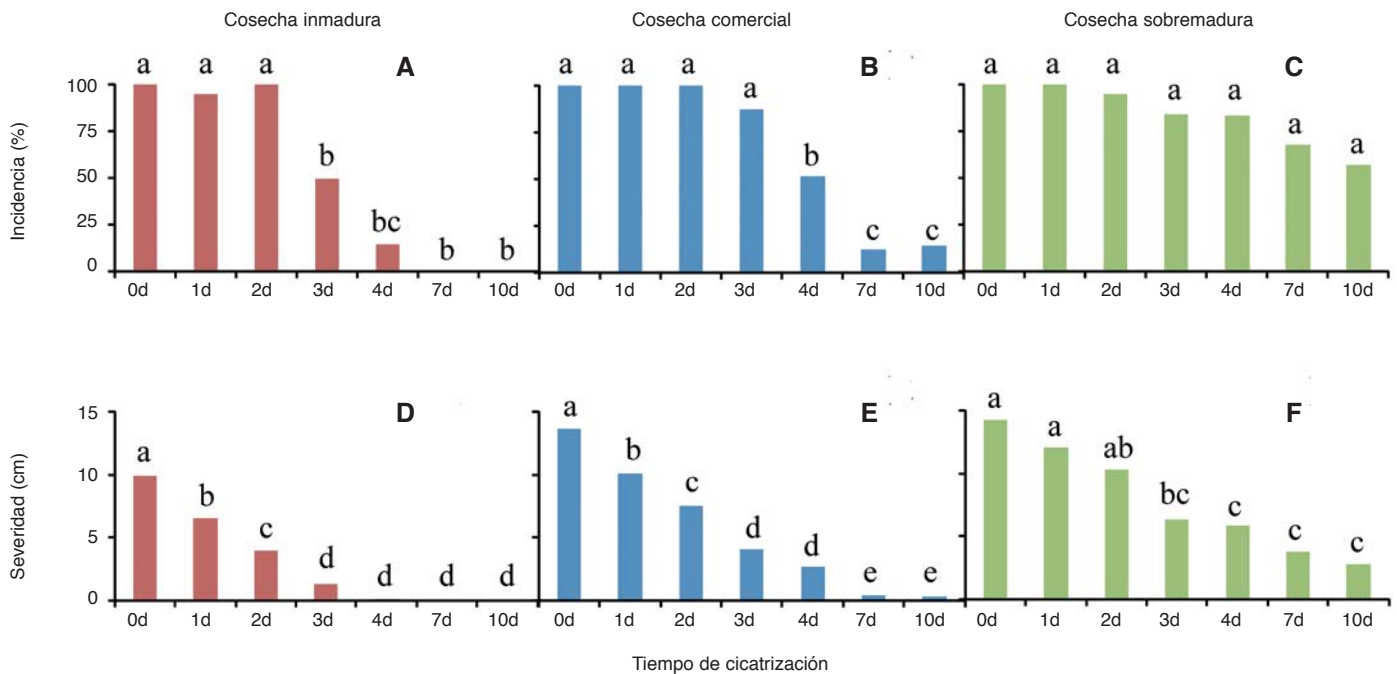 Cosecha inmadura
Cosecha comercial
Cosecha sobremadura
A
B
C
Incidencia (%)
100
75
50
25
0
a a a b bc b b
a a a a b c c
a a a a a a a
0d 1d 2d 3d 4d 7d 10d
0d 1d 2d 3d 4d 7d 10d
0d 1d 2d 3d 4d 7d 10d
D
E
F
Severidad (cm)
15
10
5
0
a b c d d d d
a b c d d e e
a a ab bc c c c
0d 1d 2d 3d 4d 7d 10d
0d 1d 2d 3d 4d 7d 10d
0d 1d 2d 3d 4d 7d 10d
Tiempo de cicatrización